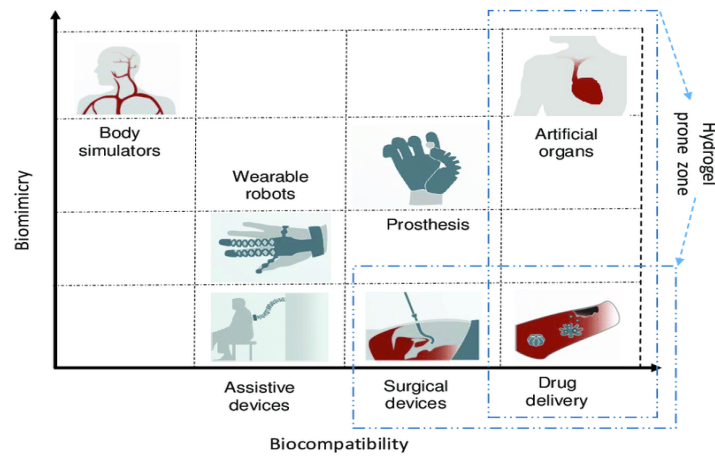 Body
simulators
Wearable
robots
Prosthesis
Artificial
organs
Assistive
devices
Surgical
devices
Drug
delivery
Biomimicry
Biocompatibility
Hydrogel
prone zone